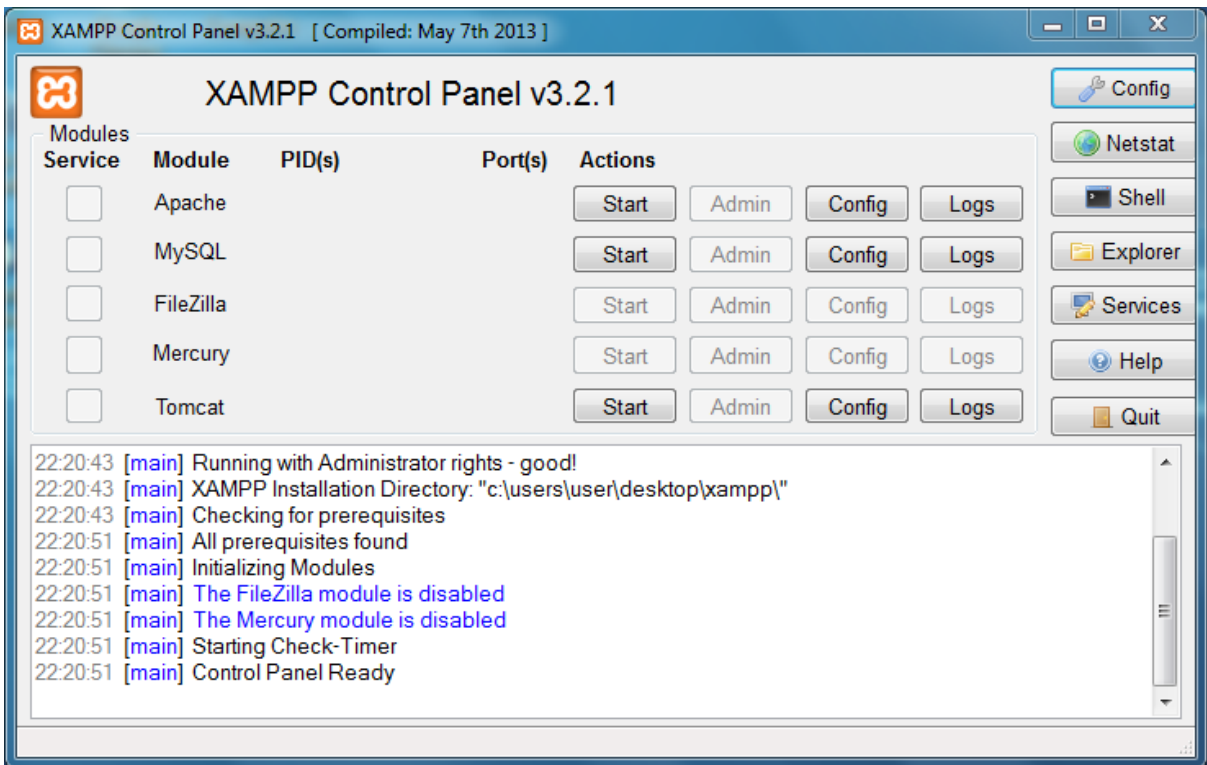 XAMPP Control Panel v3.2.1 [ Compiled: May 7th 2013 ]
XAMPP Control Panel v3.2.1
Config
Modules
Service Module PID(s) Port(s) Actions
Netstat
Apache Start Admin Config Logs
Shell
MySQL Start Admin Config Logs
Explorer
FileZilla Start Admin Config Logs
Services
Mercury Start Admin Config Logs
Help
Tomcat Start Admin Config Logs
Quit
22:20:43 [main] Running with Administrator rights - good!
22:20:43 [main] XAMPP Installation Directory: "c:\users\user\desktop\xampp\"
22:20:43 [main] Checking for prerequisites
22:20:51 [main] All prerequisites found
22:20:51 [main] Initializing Modules
22:20:51 [main] The FileZilla module is disabled
22:20:51 [main] The Mercury module is disabled
22:20:51 [main] Starting Check-Timer
22:20:51 [main] Control Panel Ready